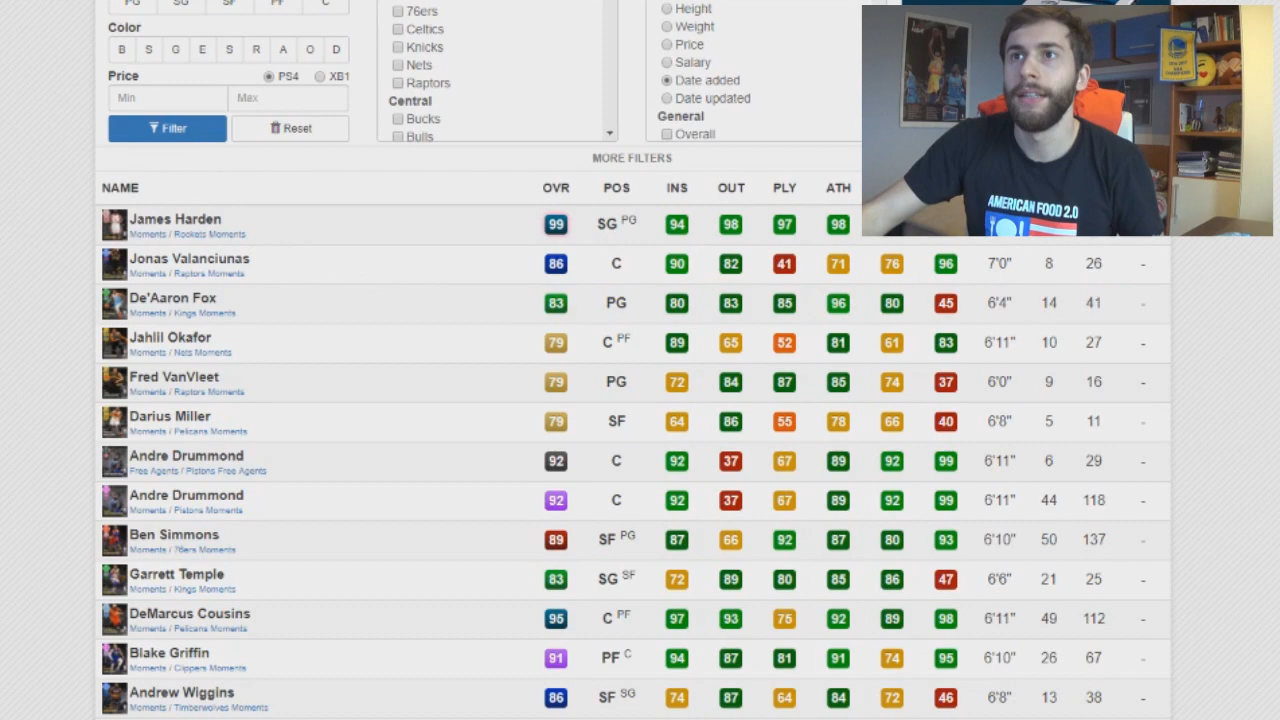 PG SG SF PF C
Color
B S G E S R A O D
Price PS4 XB1
Min Max
Filter Reset
76ers
Celtics
Knicks
Nets
Raptors
Central
Bucks
Bulls
Height
Weight
Price
Salary
Date added
Date updated
General
Overall
AMERICAN FOOD 2.0
MORE FILTERS
NAME OVR POS INS OUT PLY ATH
James Harden 99 SG PG 94 98 97 98
Moments / Rockets Moments
Jonas Valanciunas 86 C 90 82 41 71 76 96 7'0" 8 26 -
Moments / Raptors Moments
De'Aaron Fox 83 PG 80 83 85 96 80 45 6'4" 14 41 -
Moments / Kings Moments
Jahlil Okafor 79 C PF 89 65 52 81 61 83 6'11" 10 27 -
Moments / Nets Moments
Fred VanVleet 79 PG 72 84 87 85 74 37 6'0" 9 16 -
Moments / Raptors Moments
Darius Miller 79 SF 64 86 55 78 66 40 6'8" 5 11 -
Moments / Pelicans Moments
Andre Drummond 92 C 92 37 67 89 92 99 6'11" 6 29 -
Free Agents / Pistons Free Agents
Andre Drummond 92 C 92 37 67 89 92 99 6'11" 44 118 -
Moments / Pistons Moments
Ben Simmons 89 SF PG 87 66 92 87 80 93 6'10" 50 137 -
Moments / 76ers Moments
Garrett Temple 83 SG SF 72 89 80 85 86 47 6'6" 21 25 -
Moments / Kings Moments
DeMarcus Cousins 95 C PF 97 93 75 92 89 98 6'11" 49 112 -
Moments / Pelicans Moments
Blake Griffin 91 PF C 94 87 81 91 74 95 6'10" 26 67 -
Moments / Clippers Moments
Andrew Wiggins 86 SF SG 74 87 64 84 72 46 6'8" 13 38 -
Moments / Timberwolves Moments